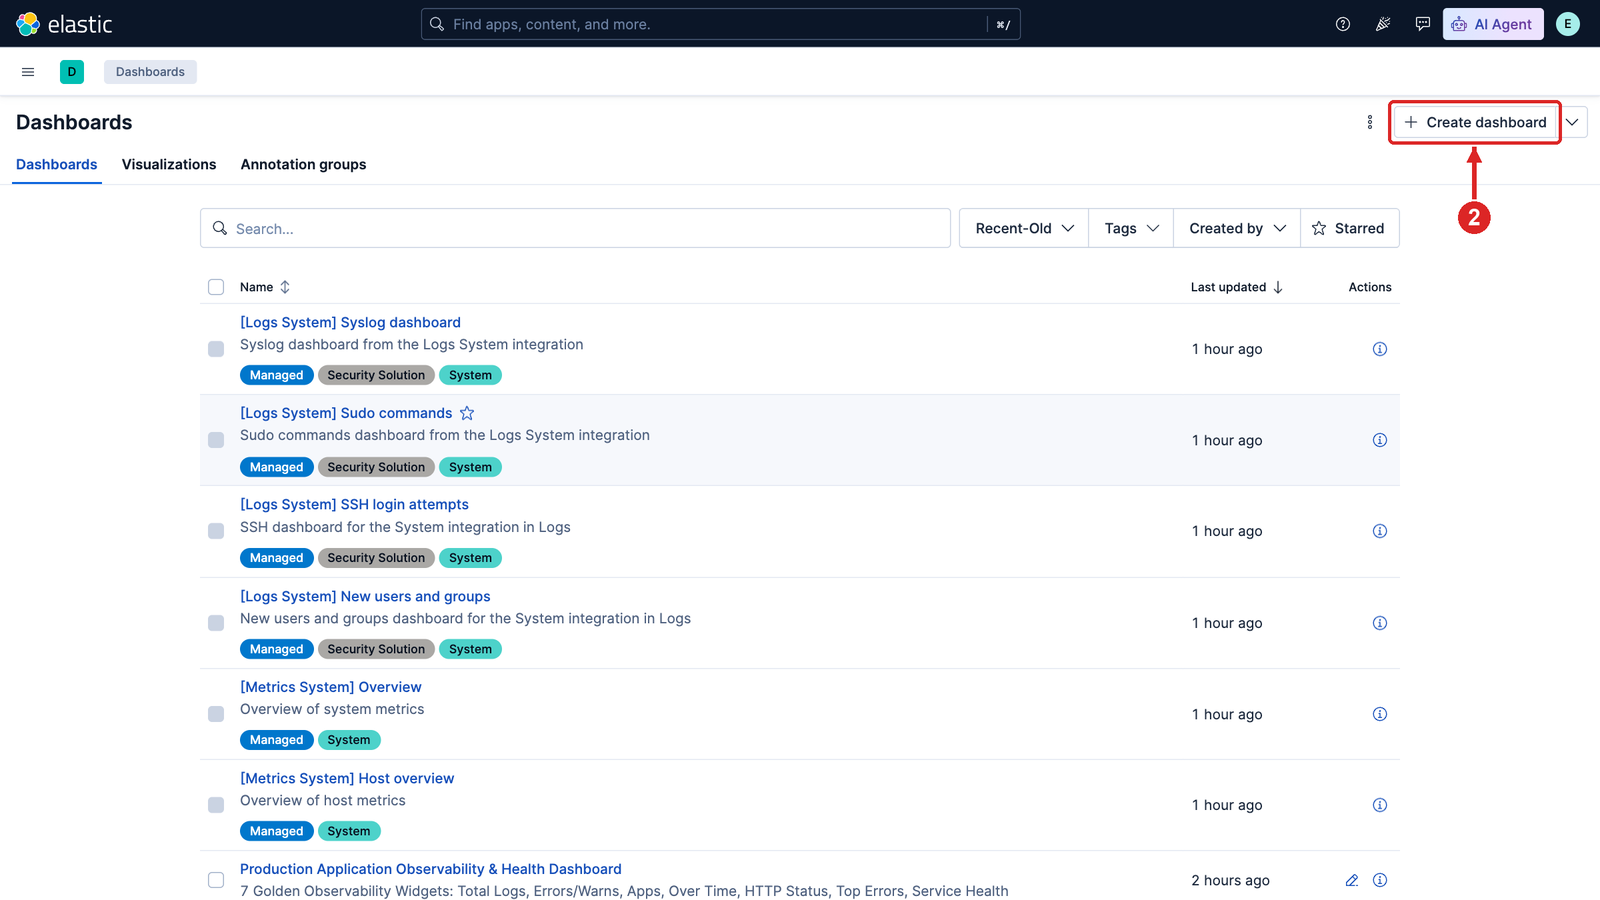 elastic
Find apps, content, and more.
⌘/
AI Agent
E
D
Dashboards
Dashboards
Create dashboard
Dashboards
Visualizations
Annotation groups
2
Search...
Recent-Old
Tags
Created by
Starred
Name
Last updated
Actions
[Logs System] Syslog dashboard
Syslog dashboard from the Logs System integration
1 hour ago
Managed
Security Solution
System
[Logs System] Sudo commands
Sudo commands dashboard from the Logs System integration
1 hour ago
Managed
Security Solution
System
[Logs System] SSH login attempts
SSH dashboard for the System integration in Logs
1 hour ago
Managed
Security Solution
System
[Logs System] New users and groups
New users and groups dashboard for the System integration in Logs
1 hour ago
Managed
Security Solution
System
[Metrics System] Overview
Overview of system metrics
1 hour ago
Managed
System
[Metrics System] Host overview
Overview of host metrics
1 hour ago
Managed
System
Production Application Observability & Health Dashboard
7 Golden Observability Widgets: Total Logs, Errors/Warns, Apps, Over Time, HTTP Status, Top Errors, Service Health
2 hours ago